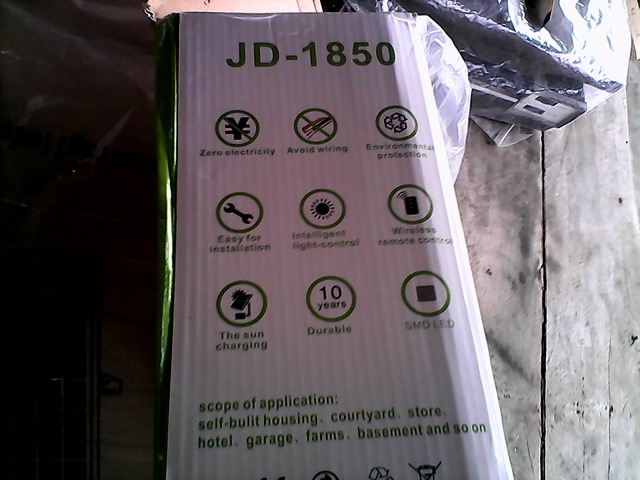 JD-1850
Zero electricity
Avoid wiring
Environmental
protection
Easy for
installation
Intelligent
light-control
Wireless
remote control
The sun
charging
10
years
Durable
SMD LED
scope of application:
self-bulit housing、courtyard、store、
hotel、garage、farms、basement and so on